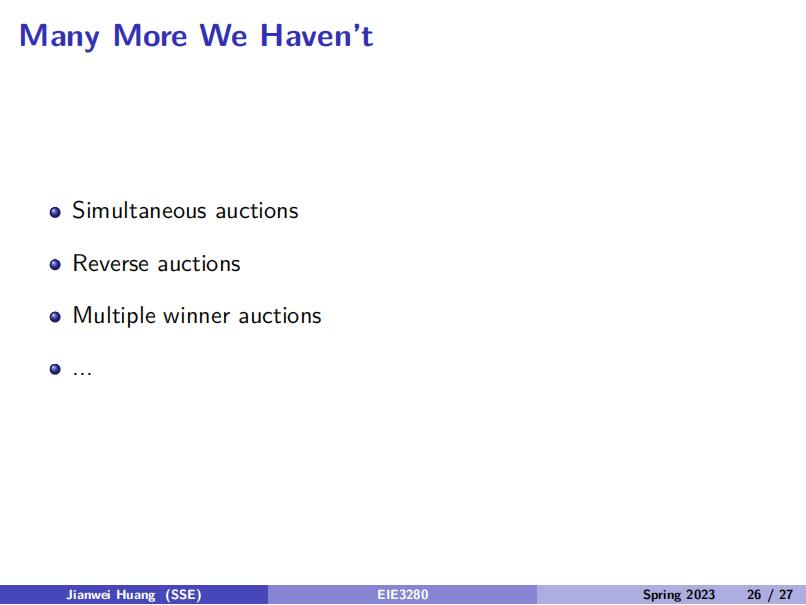 Many More We Haven't
Simultaneous auctions
Reverse auctions
Multiple winner auctions
...
Jianwei Huang (SSE) EIE3280 Spring 2023 26 / 27